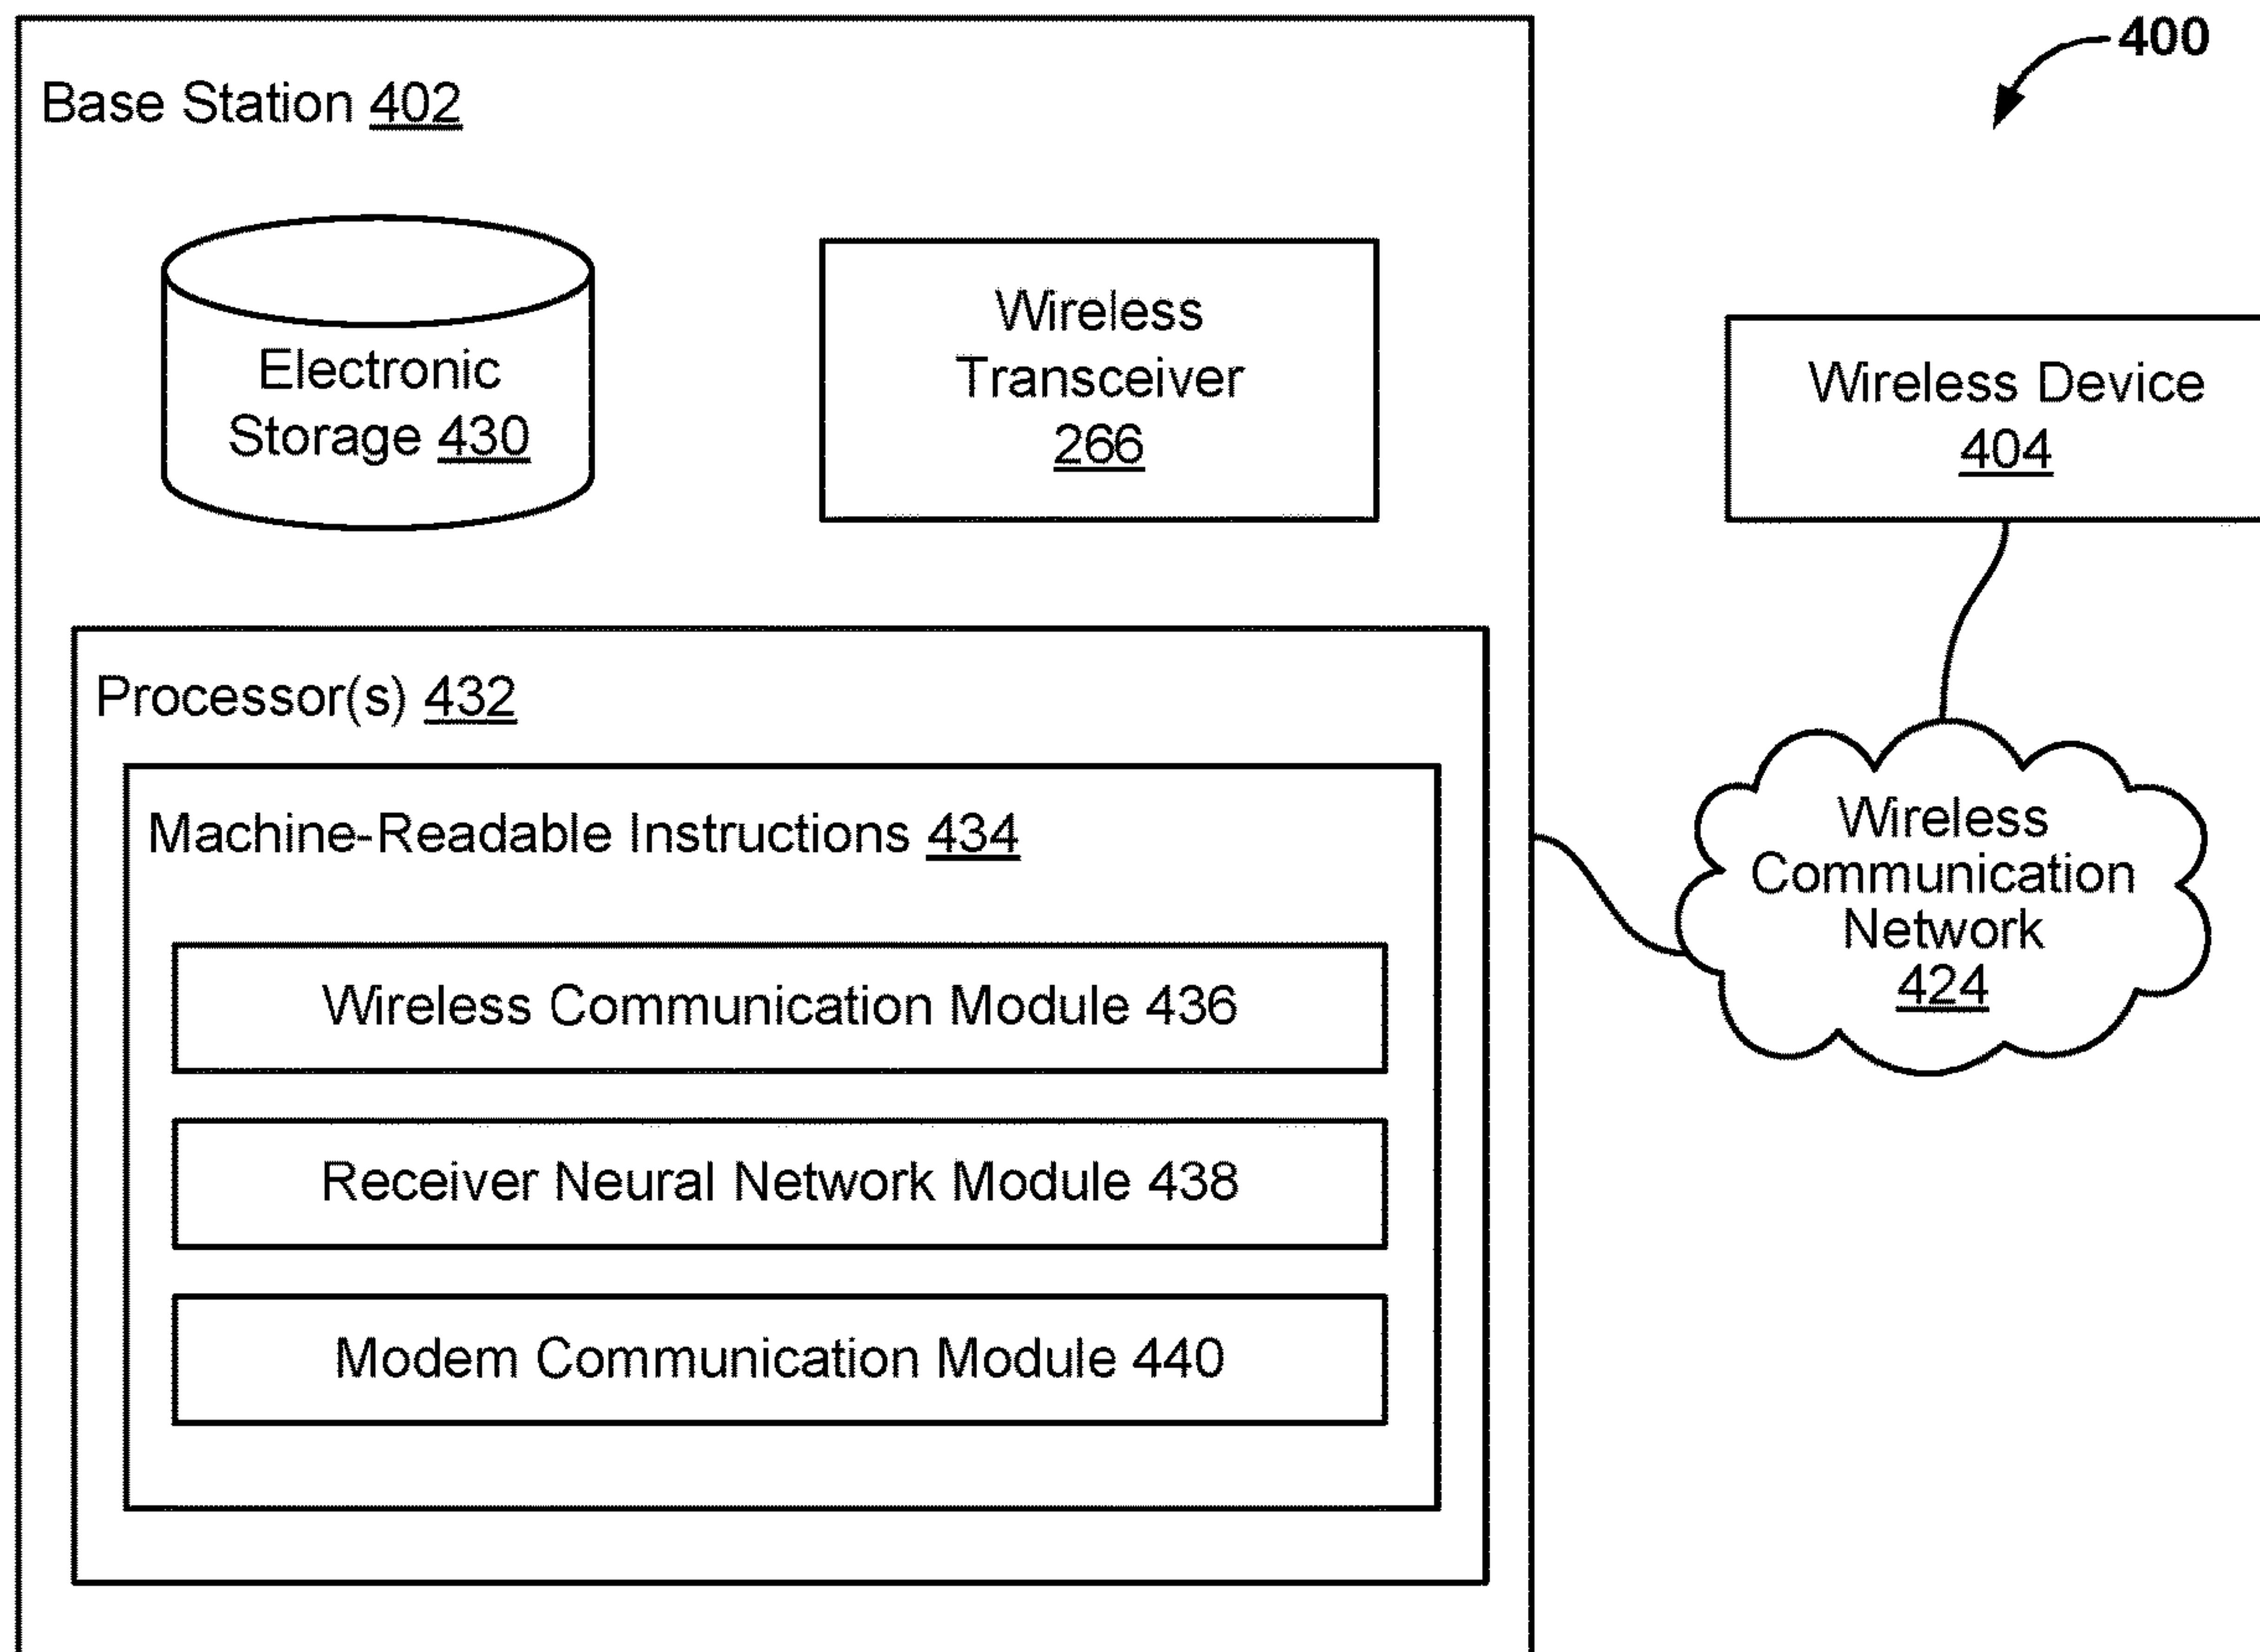 400
Base Station 402
Electronic
Storage 430
Wireless
Transceiver
266
Wireless Device
404
Processor(s) 432
Machine-Readable Instructions 434
Wireless Communication Module 436
Receiver Neural Network Module 438
Modem Communication Module 440
Wireless
Communication
Network
424